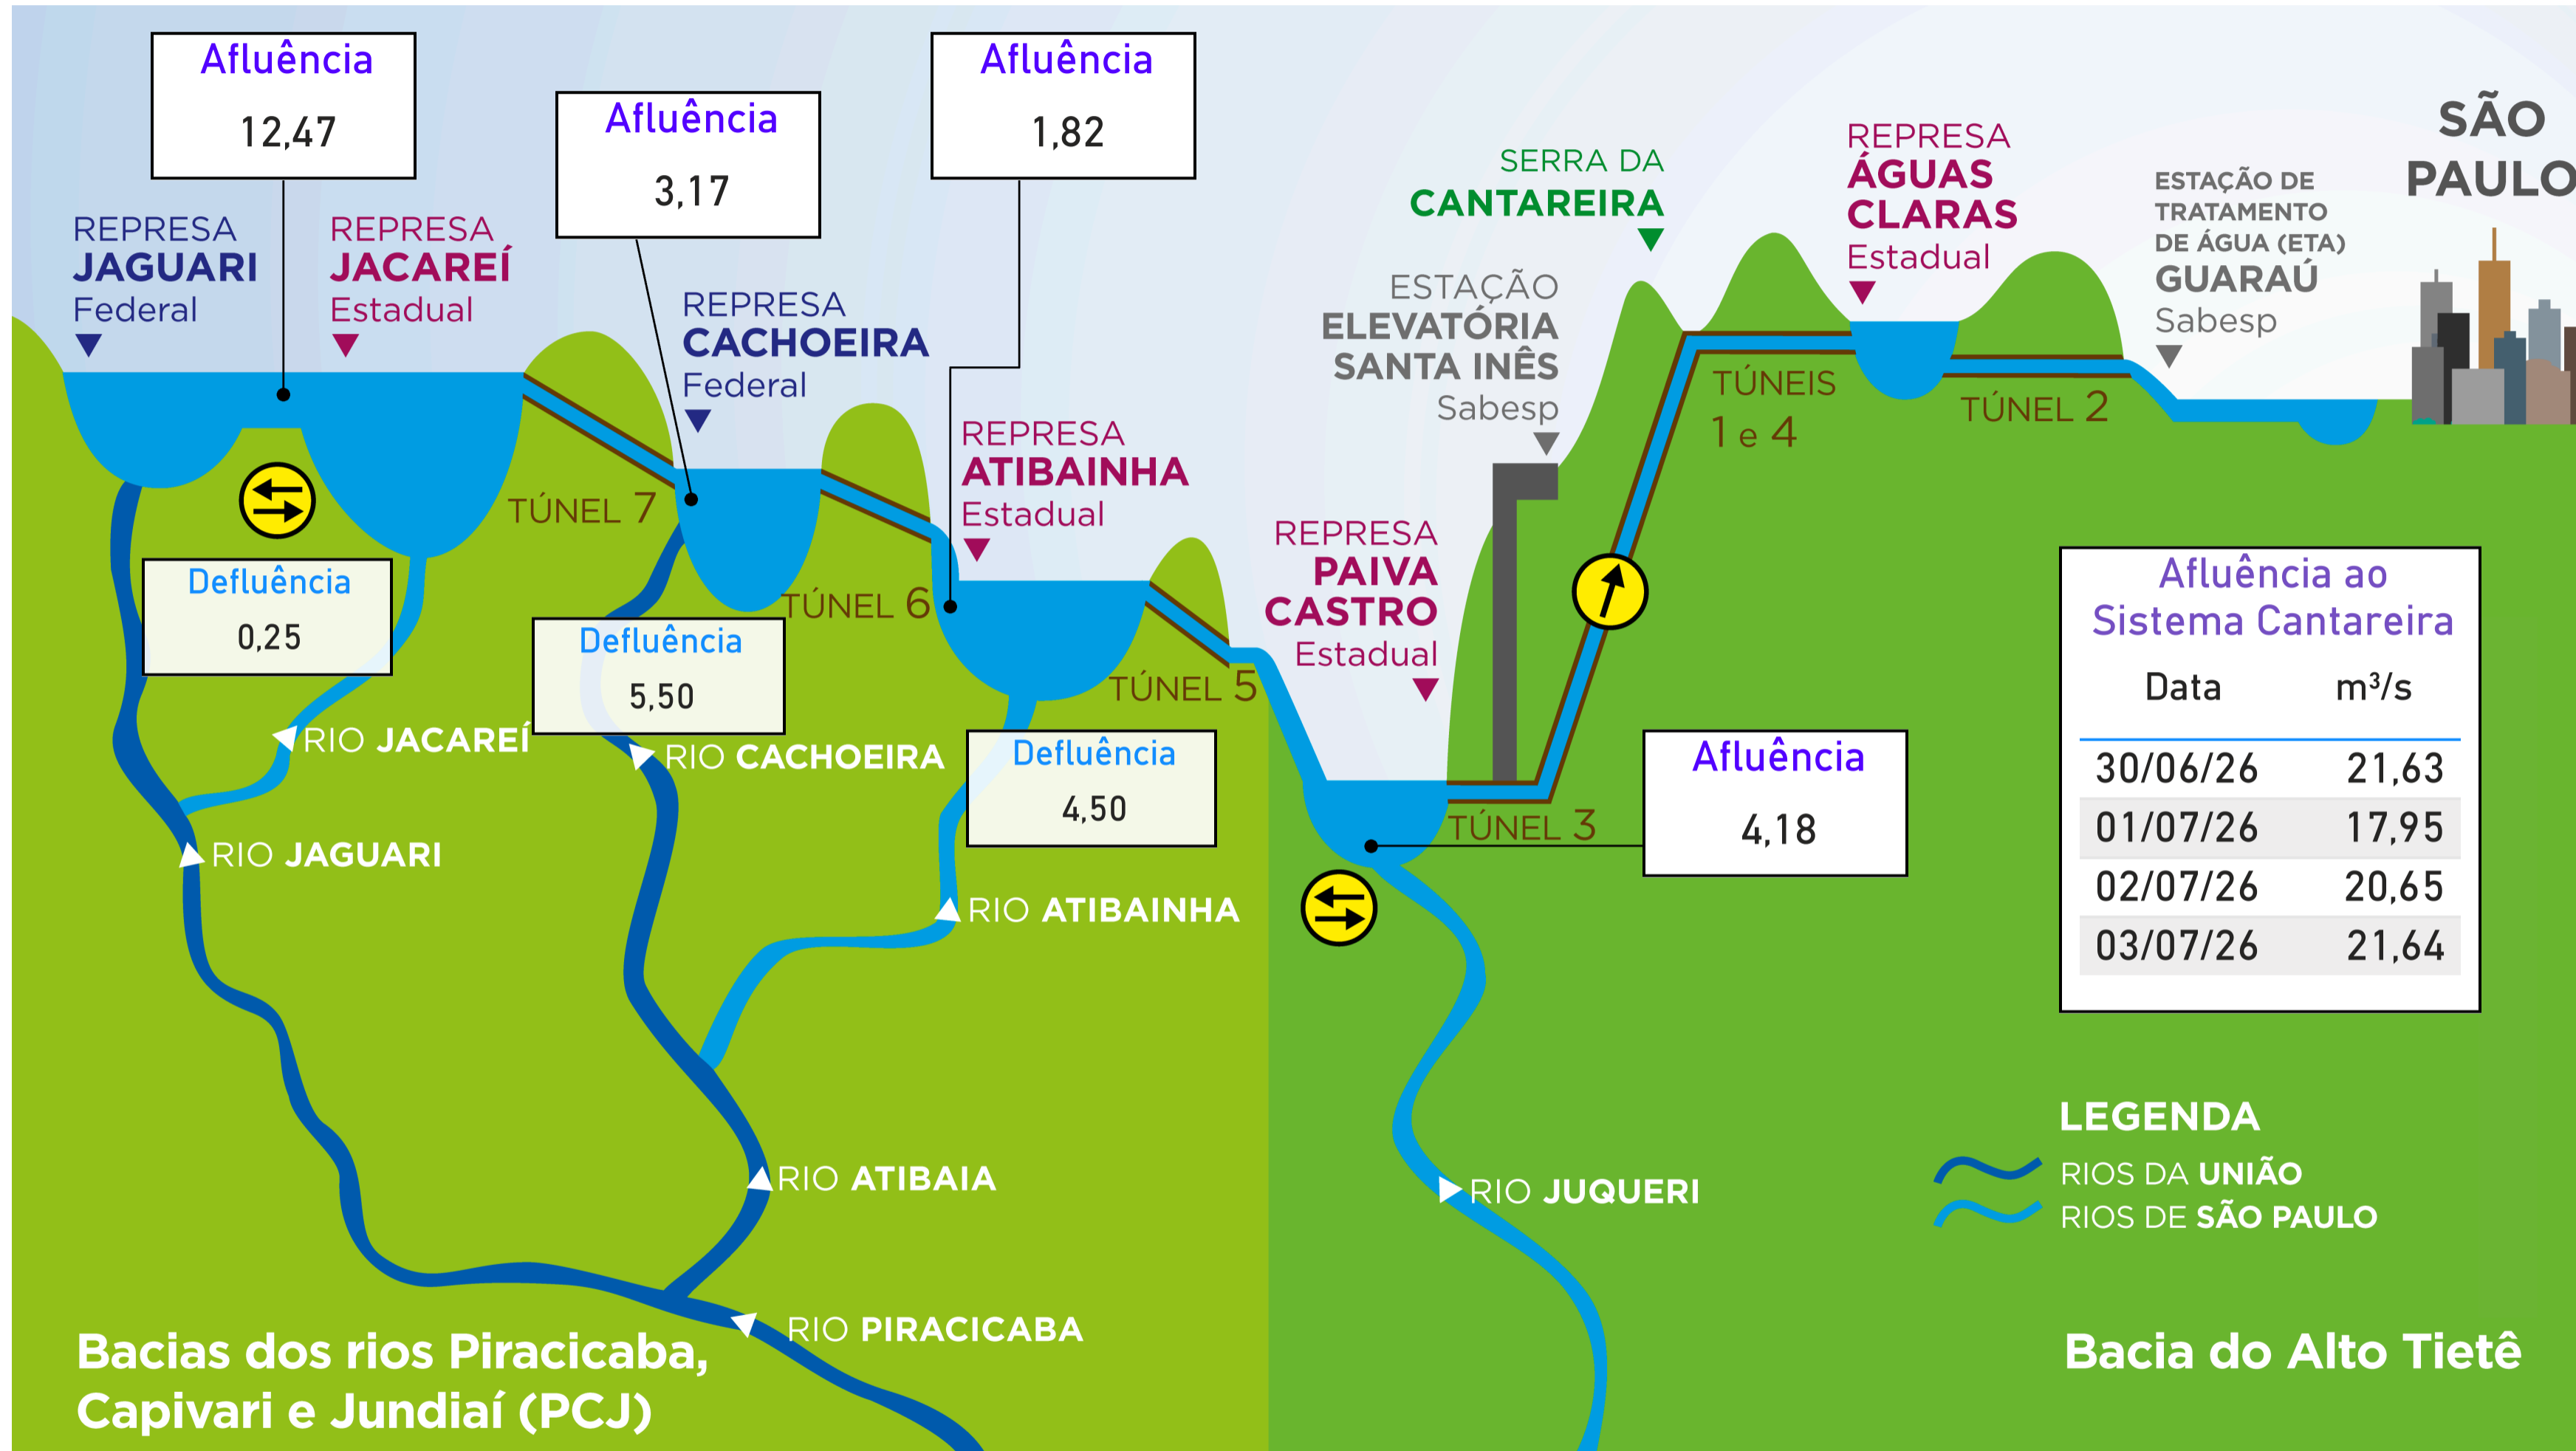 Afluência
12,47
Afluência
3,17
Afluência
1,82
REPRESA
JAGUARI
Federal
REPRESA
JACAREÍ
Estadual
REPRESA
CACHOEIRA
Federal
REPRESA
ATIBAINHA
Estadual
SERRA DA
CANTAREIRA
ESTAÇÃO
ELEVATÓRIA
SANTA INÊS
Sabesp
REPRESA
ÁGUAS
CLARAS
Estadual
ESTAÇÃO DE
TRATAMENTO
DE ÁGUA (ETA)
GUARAÚ
Sabesp
SÃO
PAULO
TÚNEIS
1 e 4
TÚNEL 2
TÚNEL 7
TÚNEL 6
TÚNEL 5
REPRESA
PAIVA
CASTRO
Estadual
TÚNEL 3
Defluência
0,25
Defluência
5,50
Defluência
4,50
Afluência
4,18
Afluência ao
Sistema Cantareira
Data m³/s
30/06/26 21,63
01/07/26 17,95
02/07/26 20,65
03/07/26 21,64
RIO JACAREÍ
RIO CACHOEIRA
RIO JAGUARI
RIO ATIBAINHA
RIO ATIBAIA
RIO JUQUERI
RIO PIRACICABA
LEGENDA
RIOS DA UNIÃO
RIOS DE SÃO PAULO
Bacias dos rios Piracicaba,
Capivari e Jundiaí (PCJ)
Bacia do Alto Tietê